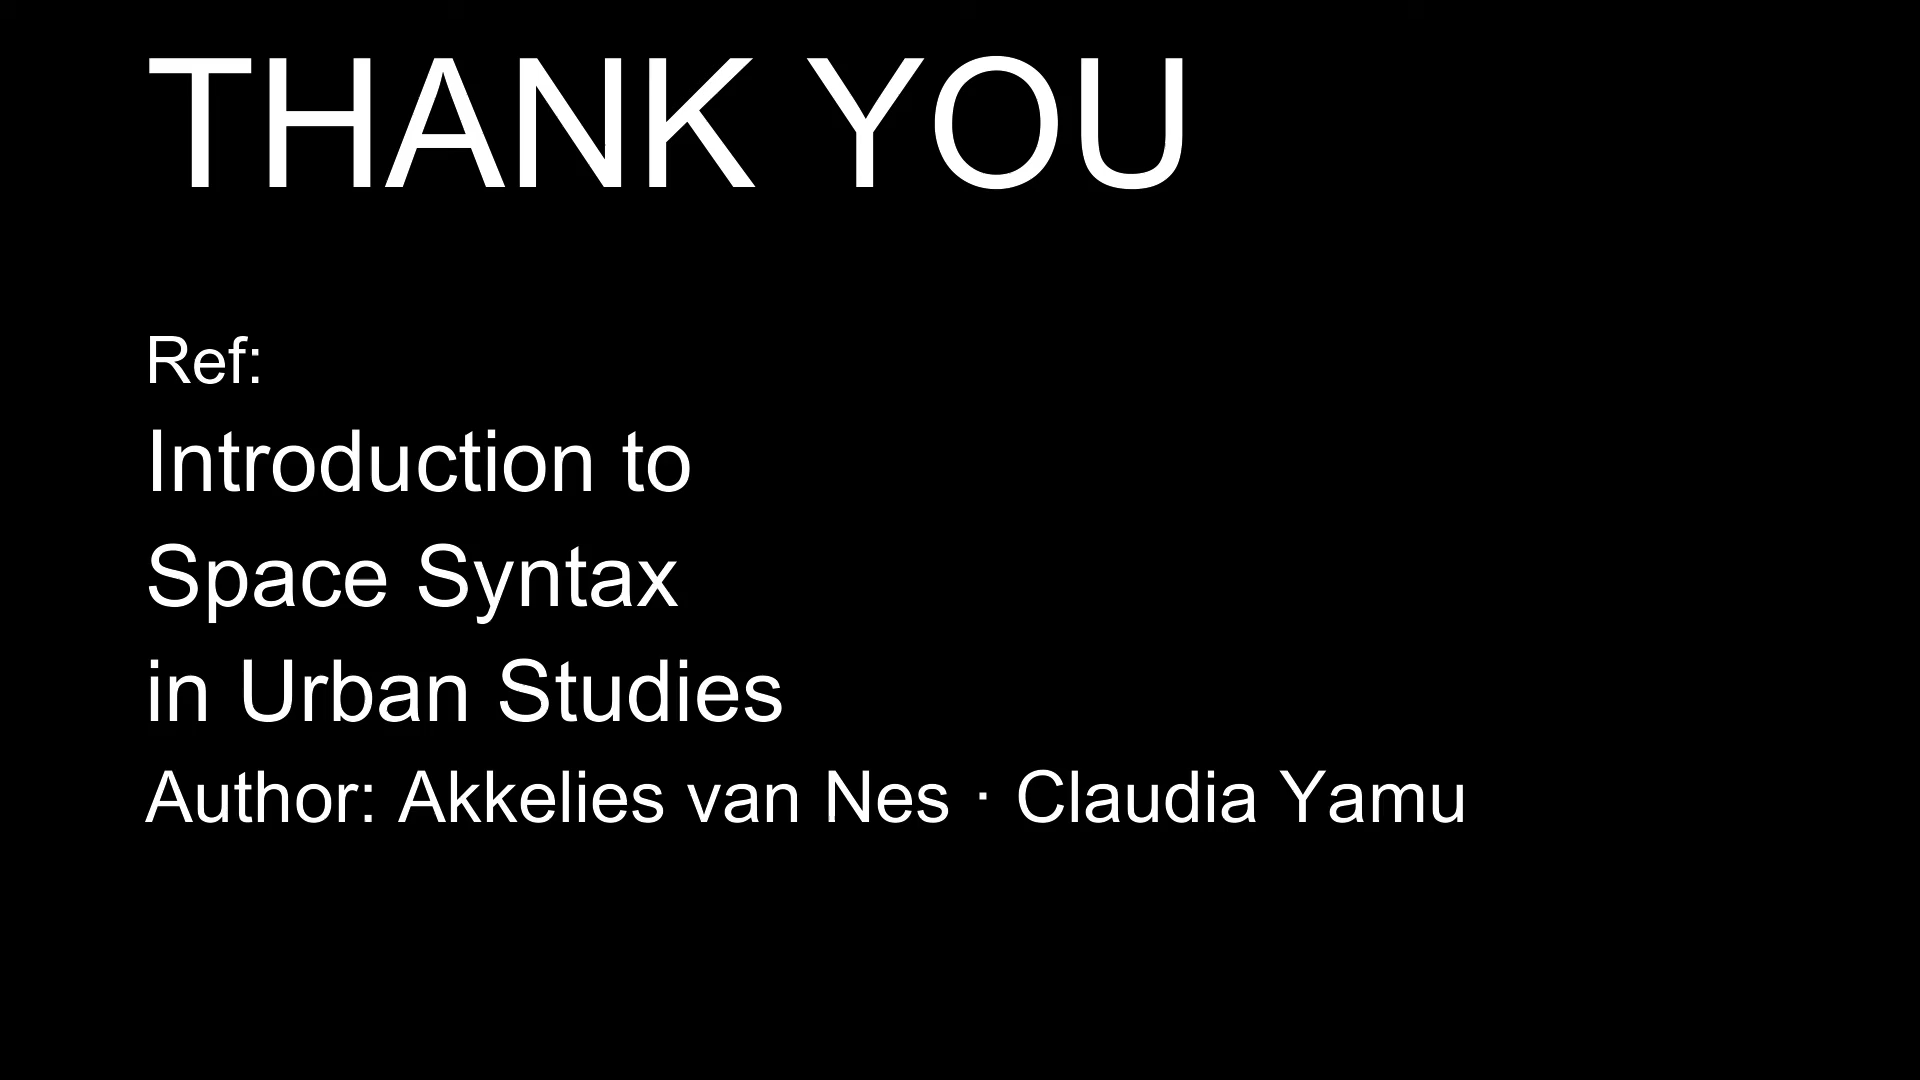 THANK YOU
Ref:
Introduction to
Space Syntax
in Urban Studies
Author: Akkelies van Nes · Claudia Yamu